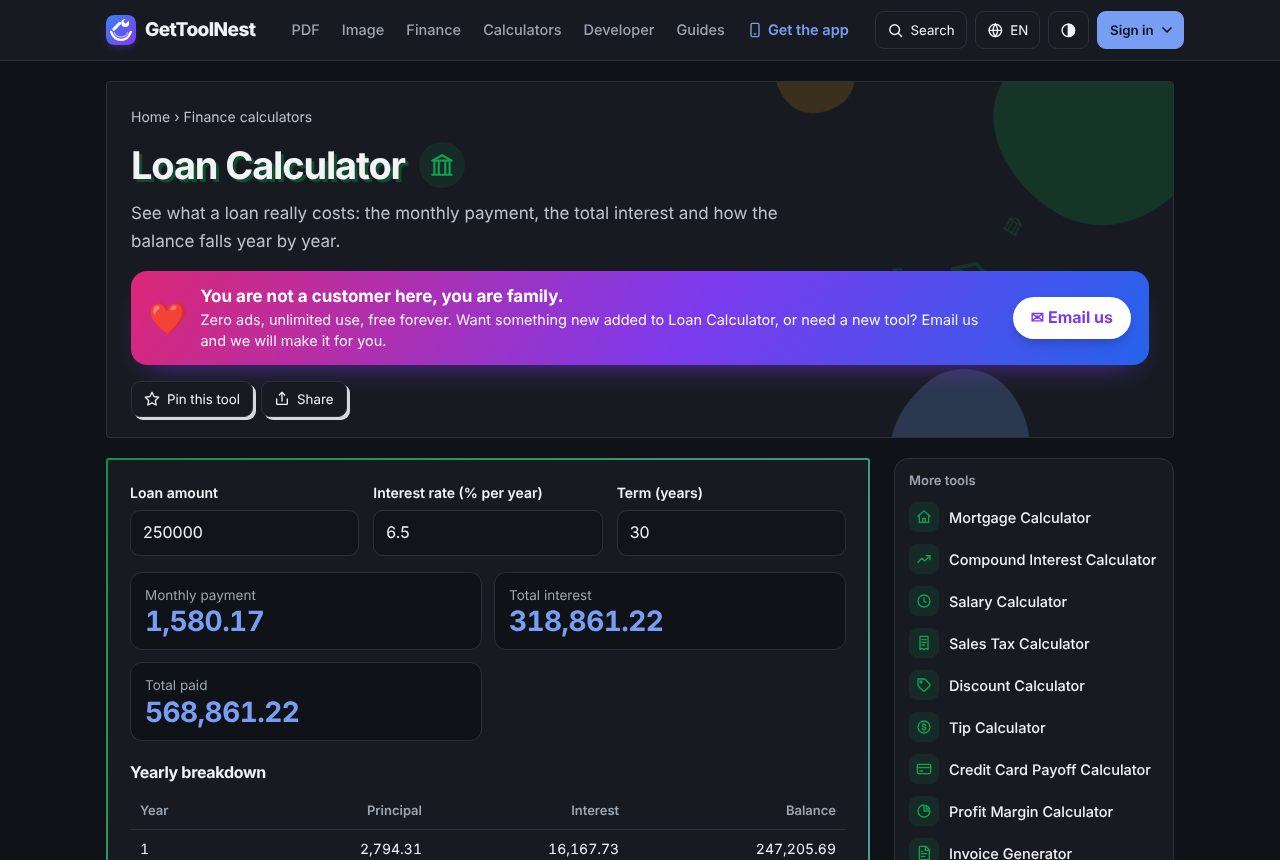 GetToolNest
PDF
Image
Finance
Calculators
Developer
Guides
Get the app
Search
EN
Sign in
Home › Finance calculators
Loan Calculator
See what a loan really costs: the monthly payment, the total interest and how the
balance falls year by year.
You are not a customer here, you are family.
Zero ads, unlimited use, free forever. Want something new added to Loan Calculator, or need a new tool? Email us
and we will make it for you.
✉ Email us
Pin this tool
Share
Loan amount
Interest rate (% per year)
Term (years)
250000
6.5
30
Monthly payment
1,580.17
Total interest
318,861.22
Total paid
568,861.22
Yearly breakdown
Year Principal Interest Balance
1 2,794.31 16,167.73 247,205.69
More tools
Mortgage Calculator
Compound Interest Calculator
Salary Calculator
Sales Tax Calculator
Discount Calculator
Tip Calculator
Credit Card Payoff Calculator
Profit Margin Calculator
Invoice Generator